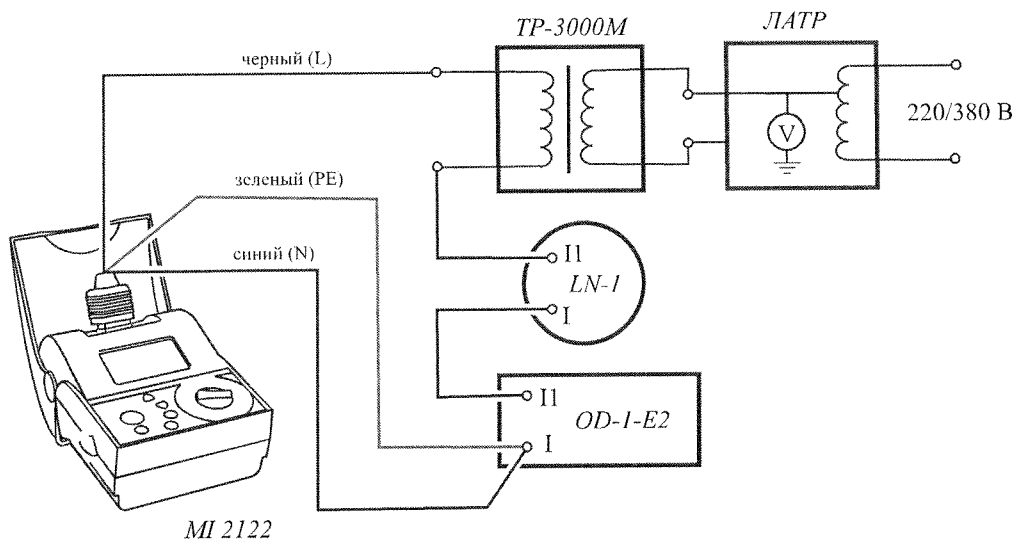 ТР-3000М
ЛАТР
черный (L)
220/380 В
V
зеленый (PE)
синий (N)
I1
LN-1
I
I1
OD-1-E2
I
MI 2122